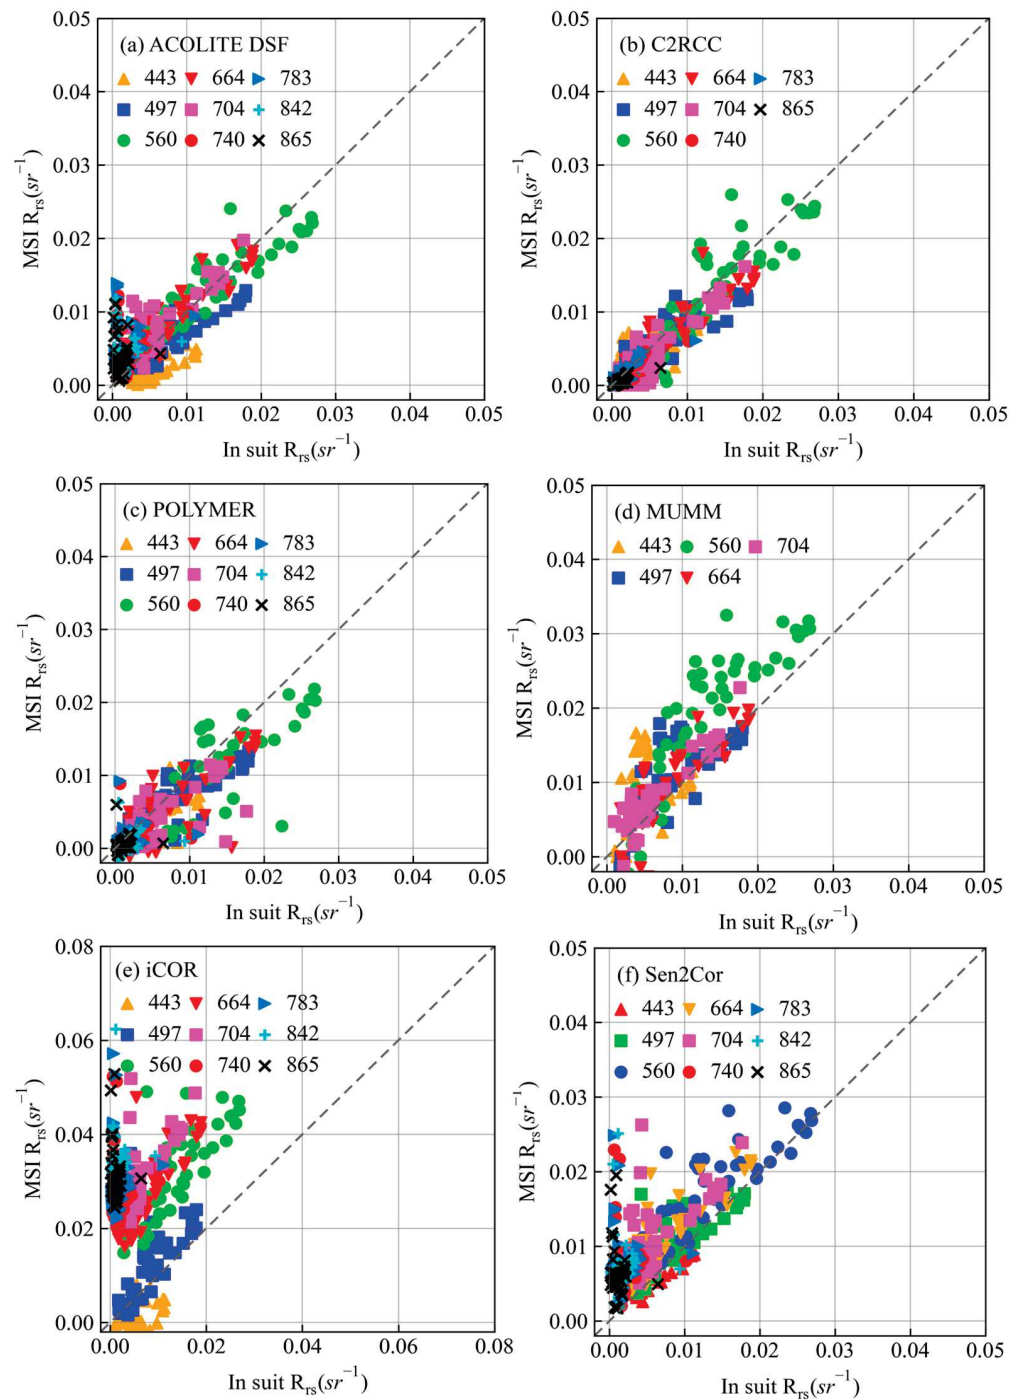 (a) ACOLITE DSF
443 664 783
497 704 842
560 740 865
MSI R_rs(sr⁻¹)
0.05
0.04
0.03
0.02
0.01
0.00
0.00 0.01 0.02 0.03 0.04 0.05
In suit R_rs(sr⁻¹)
(b) C2RCC
443 664 783
497 704 865
560 740
MSI R_rs(sr⁻¹)
0.05
0.04
0.03
0.02
0.01
0.00
0.00 0.01 0.02 0.03 0.04 0.05
In suit R_rs(sr⁻¹)
(c) POLYMER
443 664 783
497 704 842
560 740 865
MSI R_rs(sr⁻¹)
0.05
0.04
0.03
0.02
0.01
0.00
0.00 0.01 0.02 0.03 0.04 0.05
In suit R_rs(sr⁻¹)
(d) MUMM
443 560 704
497 664
MSI R_rs(sr⁻¹)
0.05
0.04
0.03
0.02
0.01
0.00
0.00 0.01 0.02 0.03 0.04 0.05
In suit R_rs(sr⁻¹)
(e) iCOR
443 664 783
497 704 842
560 740 865
MSI R_rs(sr⁻¹)
0.08
0.06
0.04
0.02
0.00
0.00 0.02 0.04 0.06 0.08
In suit R_rs(sr⁻¹)
(f) Sen2Cor
443 664 783
497 704 842
560 740 865
MSI R_rs(sr⁻¹)
0.05
0.04
0.03
0.02
0.01
0.00
0.00 0.01 0.02 0.03 0.04 0.05
In suit R_rs(sr⁻¹)